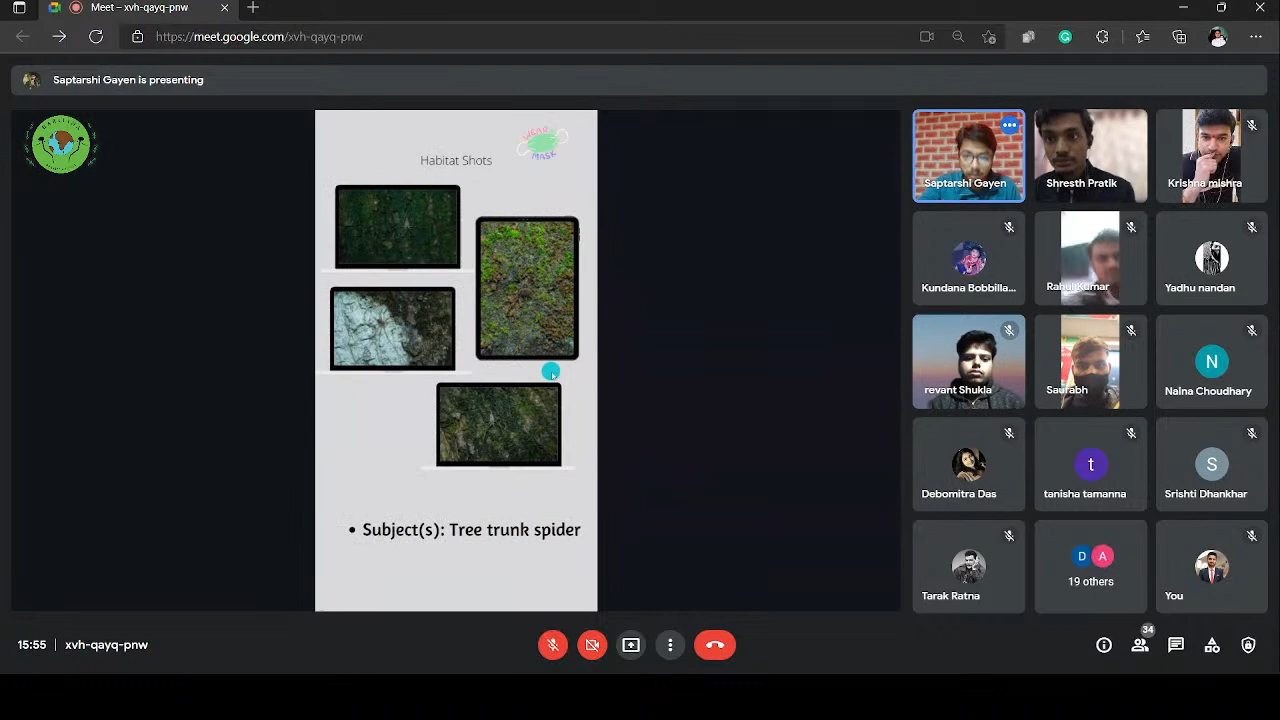 Meet – xvh-qayq-pnw
https://meet.google.com/xvh-qayq-pnw
Saptarshi Gayen is presenting
WEAR
MASK
Habitat Shots
• Subject(s): Tree trunk spider
Saptarshi Gayen
Shresth Pratik
Krishna mishra
Kundana Bobbilla...
Rahul Kumar
Yadhu nandan
revant Shukla
Saurabh
N
Naina Choudhary
Debomitra Das
t
tanisha tamanna
S
Srishti Dhankhar
Tarak Ratna
D A
19 others
You
15:55 | xvh-qayq-pnw
34